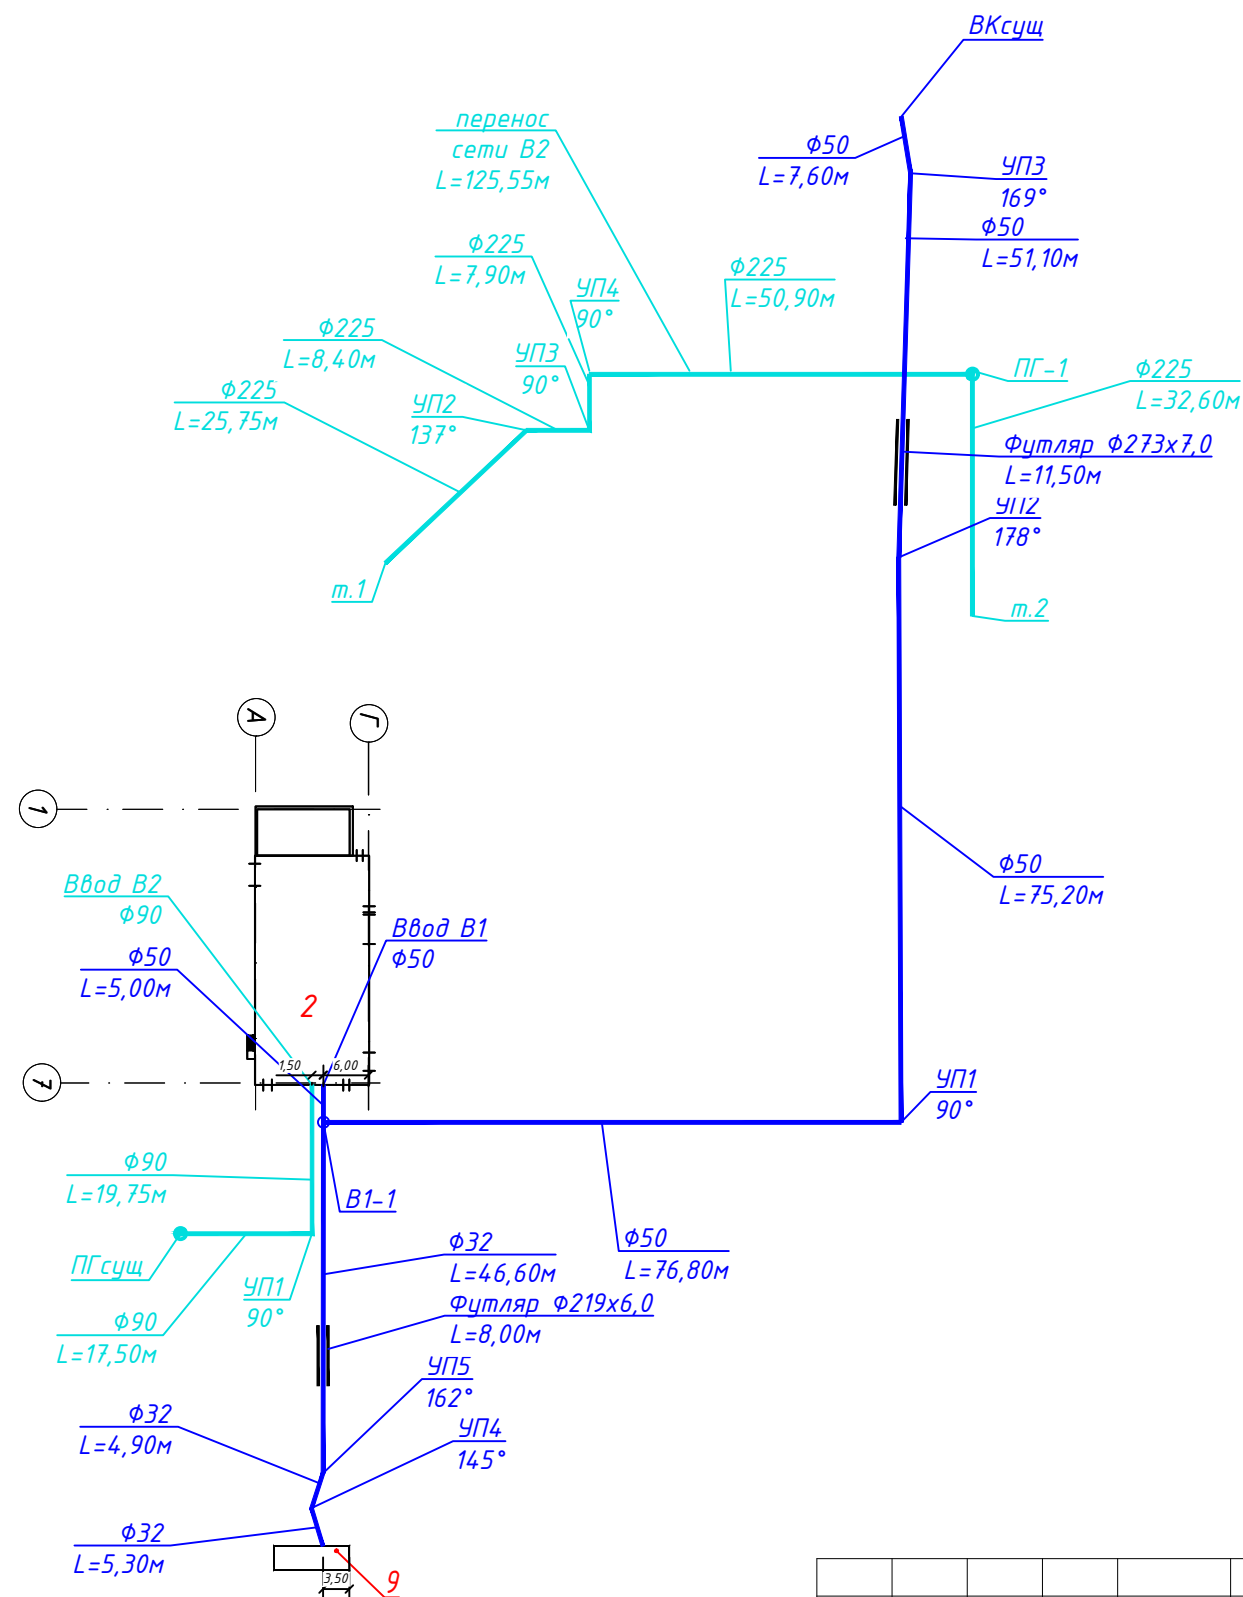 ВКсущ
перенос
сети В2
L=125,55м
Ф50
L=7,60м
УП3
169°
Ф50
L=51,10м
Ф225
L=7,90м
УП4
90°
Ф225
L=50,90м
Ф225
L=8,40м
УП3
90°
ПГ-1
Ф225
L=32,60м
Ф225
L=25,75м
УП2
137°
Футляр Ф273х7,0
L=11,50м
УП2
178°
т.1
т.2
А
Г
1
Ввод В2
Ф90
Ввод В1
Ф50
Ф50
L=5,00м
Ф50
L=75,20м
2
1,50
6,00
7
УП1
90°
Ф90
L=19,75м
В1-1
ПГсущ
УП1
90°
Ф32
L=46,60м
Ф50
L=76,80м
Футляр Ф219х6,0
L=8,00м
Ф90
L=17,50м
УП5
162°
Ф32
L=4,90м
УП4
145°
Ф32
L=5,30м
3,50
9